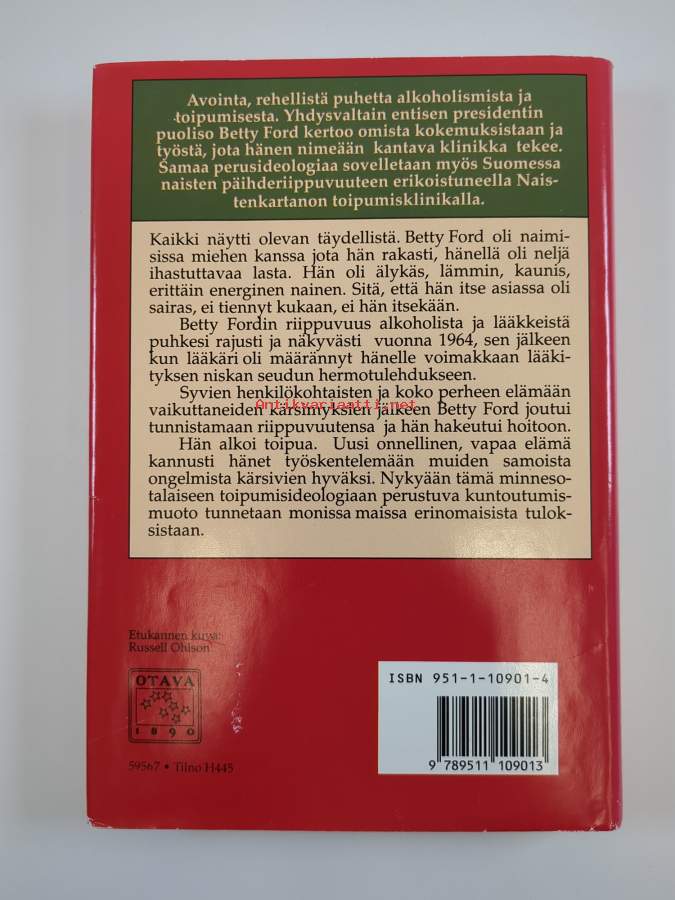 Avointa, rehellistä puhetta alkoholismista ja
toipumisesta. Yhdysvaltain entisen presidentin
puoliso Betty Ford kertoo omista kokemuksistaan ja
työstä, jota hänen nimeään kantava klinikka tekee.
Samaa perusideologiaa sovelletaan myös Suomessa
naisten päihderiippuvuuteen erikoistuneella Nais-
tenkartanon toipumisklinikalla.
Kaikki näytti olevan täydellistä. Betty Ford oli naimi-
sissa miehen kanssa jota hän rakasti, hänellä oli neljä
ihastuttavaa lasta. Hän oli älykäs, lämmin, kaunis,
erittäin energinen nainen. Sitä, että hän itse asiassa oli
sairas, ei tiennyt kukaan, ei hän itsekään.
Betty Fordin riippuvuus alkoholista ja lääkkeistä
puhkesi rajusti ja näkyvästi vuonna 1964, sen jälkeen
kun lääkäri oli määrännyt hänelle voimakkaan lääki-
tyksen niskan seudun hermotulehdukseen.
Syvien henkilökohtaisten ja koko perheen elämään
Antikvariaatti.net
vaikuttaneiden kärsimyksien jälkeen Betty Ford joutui
tunnistamaan riippuvuutensa ja hän hakeutui hoitoon.
Hän alkoi toipua. Uusi onnellinen, vapaa elämä
kannusti hänet työskentelemään muiden samoista
ongelmista kärsivien hyväksi. Nykyään tämä minneso-
talaiseen toipumisideologiaan perustuva kuntoutumis-
muoto tunnetaan monissa maissa erinomaisista tulok-
sistaan.
Etukannen kuva:
Russell Ohlson
OTAVA
1890
59567 • Tilno H445
ISBN 951-1-10901-4
9 789511 109013